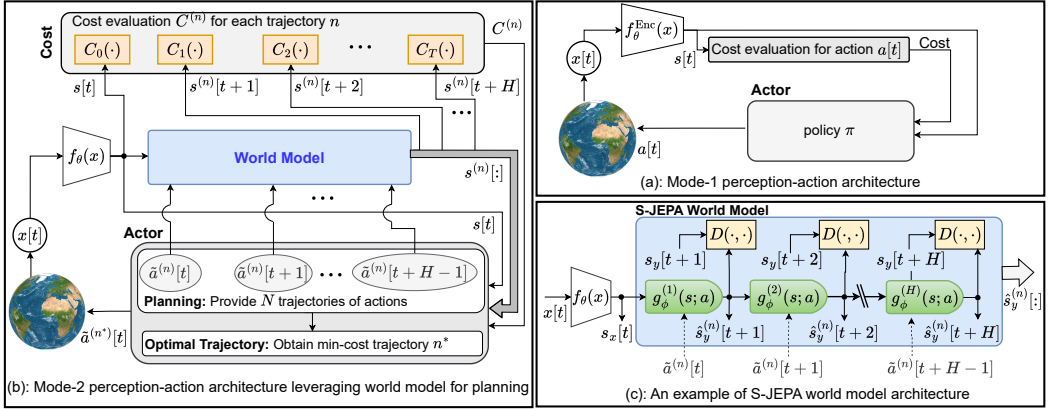 Cost
Cost evaluation C^{(n)} for each trajectory n
C^{(n)}
C_0(·)
C_1(·)
C_2(·)
•••
C_T(·)
s[t]
s^{(n)}[t+1]
s^{(n)}[t+2]
s^{(n)}[t+H]
•••
f_θ(x)
World Model
s^{(n)}[:]
•••
x[t]
s[t]
Actor
ã^{(n)}[t]
ã^{(n)}[t+1]
•••
ã^{(n)}[t+H−1]
Planning: Provide N trajectories of actions
ã^{(n*)}[t]
Optimal Trajectory: Obtain min-cost trajectory n*
(b): Mode-2 perception-action architecture leveraging world model for planning
f_θ^{Enc}(x)
x[t]
s[t]
Cost evaluation for action a[t]
Cost
Actor
policy π
a[t]
(a): Mode-1 perception-action architecture
S-JEPA World Model
D(·,·)
D(·,·)
D(·,·)
s_y[t+1]
s_y[t+2]
s_y[t+H]
f_θ(x)
g_ϕ^{(1)}(s;a)
g_ϕ^{(2)}(s;a)
g_ϕ^{(H)}(s;a)
x[t]
s_x[t]
ŝ_y^{(n)}[t+1]
ŝ_y^{(n)}[t+2]
ŝ_y^{(n)}[t+H]
ŝ_y^{(n)}[:]
ã^{(n)}[t]
ã^{(n)}[t+1]
ã^{(n)}[t+H−1]
(c): An example of S-JEPA world model architecture